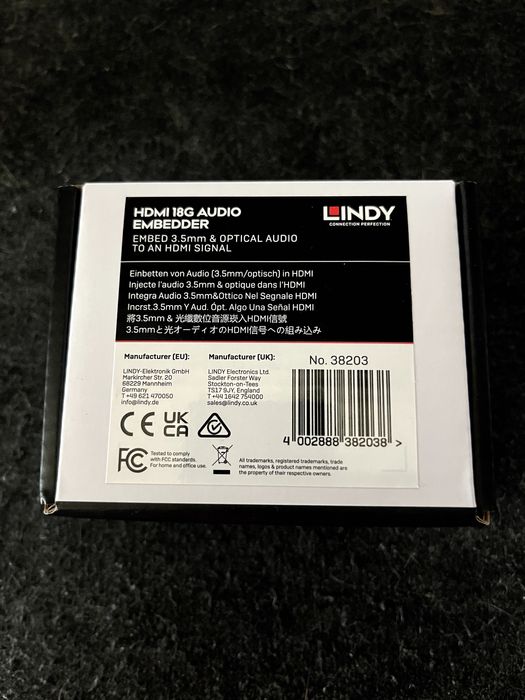 HDMI 18G AUDIO
EMBEDDER
EMBED 3.5mm & OPTICAL AUDIO
TO AN HDMI SIGNAL
LINDY
CONNECTION PERFECTION
Einbetten von Audio (3.5mm/optisch) in HDMI
Injecte l'audio 3.5mm & optique dans l'HDMI
Integra Audio 3.5mm&Ottico Nel Segnale HDMI
Incrst.3.5mm Y Aud. Ópt. Algo Una Señal HDMI
將3.5mm & 光纖數位音源崁入HDMI信號
3.5mmと光オーディオのHDMI信号への組み込み
Manufacturer (EU):
LINDY-Elektronik GmbH
Markircher Str. 20
68229 Mannheim
Germany
T +49 621 470050
info@lindy.de
Manufacturer (UK):
LINDY Electronics Ltd.
Sadler Forster Way
Stockton-on-Tees
TS17 9JY, England
T +44 1642 754000
sales@lindy.co.uk
No. 38203
4 002888 382038 >
CE UK
CA
FC Tested to comply
with FCC standards.
For home and office use.
All trademarks, registered trademarks, trade
names, logos & product names mentioned are
the property of their respective owners.